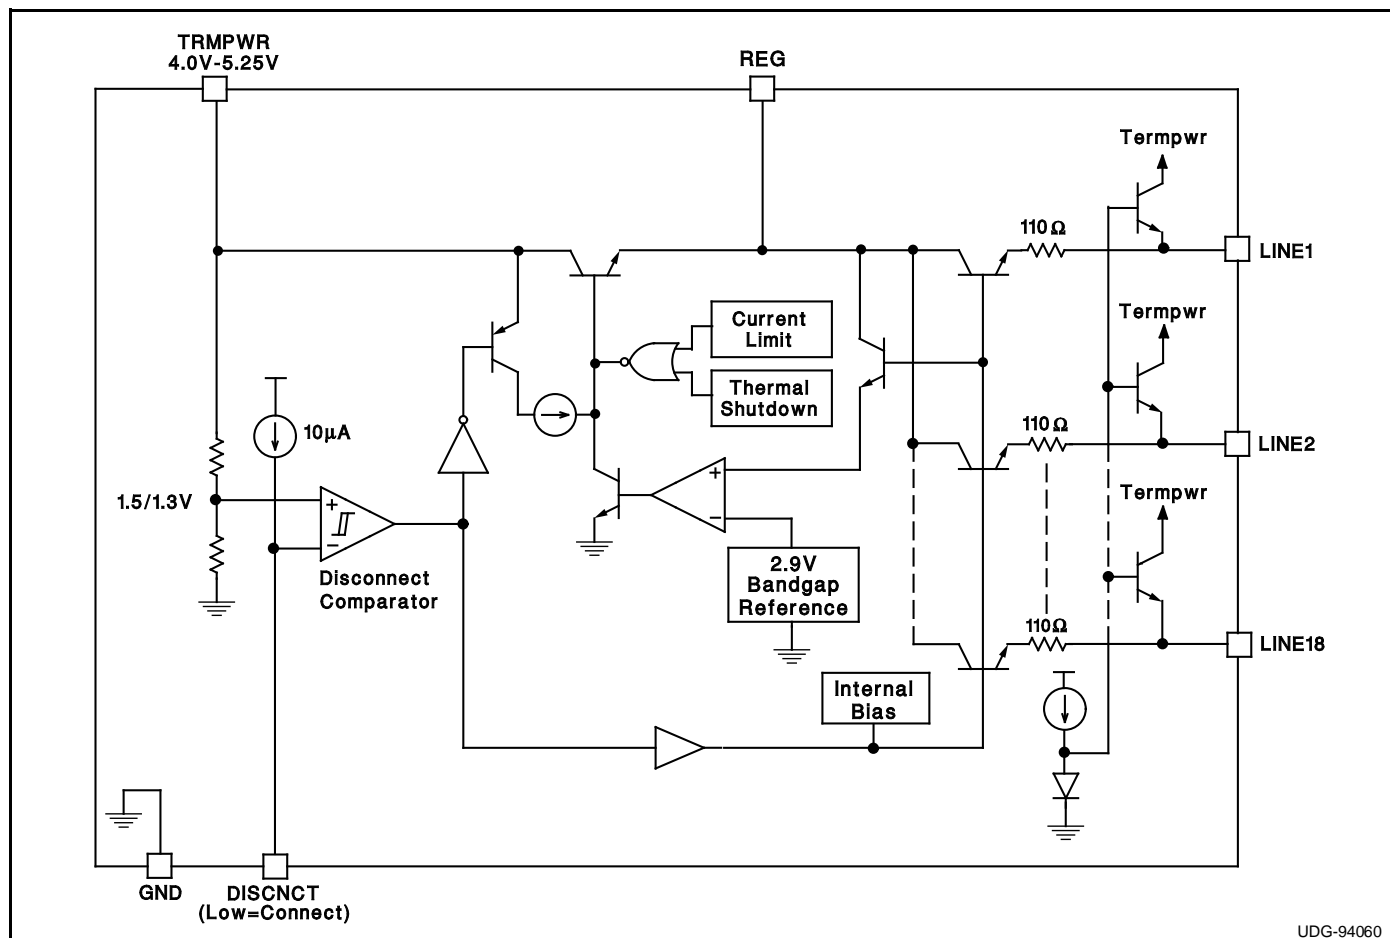 TRMPWR
4.0V-5.25V
REG
Termpwr
110Ω
LINE1
Termpwr
Current
Limit
Thermal
Shutdown
10μA
110Ω
LINE2
1.5/1.3V
+
−
+
−
Termpwr
Disconnect
Comparator
2.9V
Bandgap
Reference
110Ω
LINE18
Internal
Bias
GND
DISCNCT
(Low=Connect)
UDG-94060